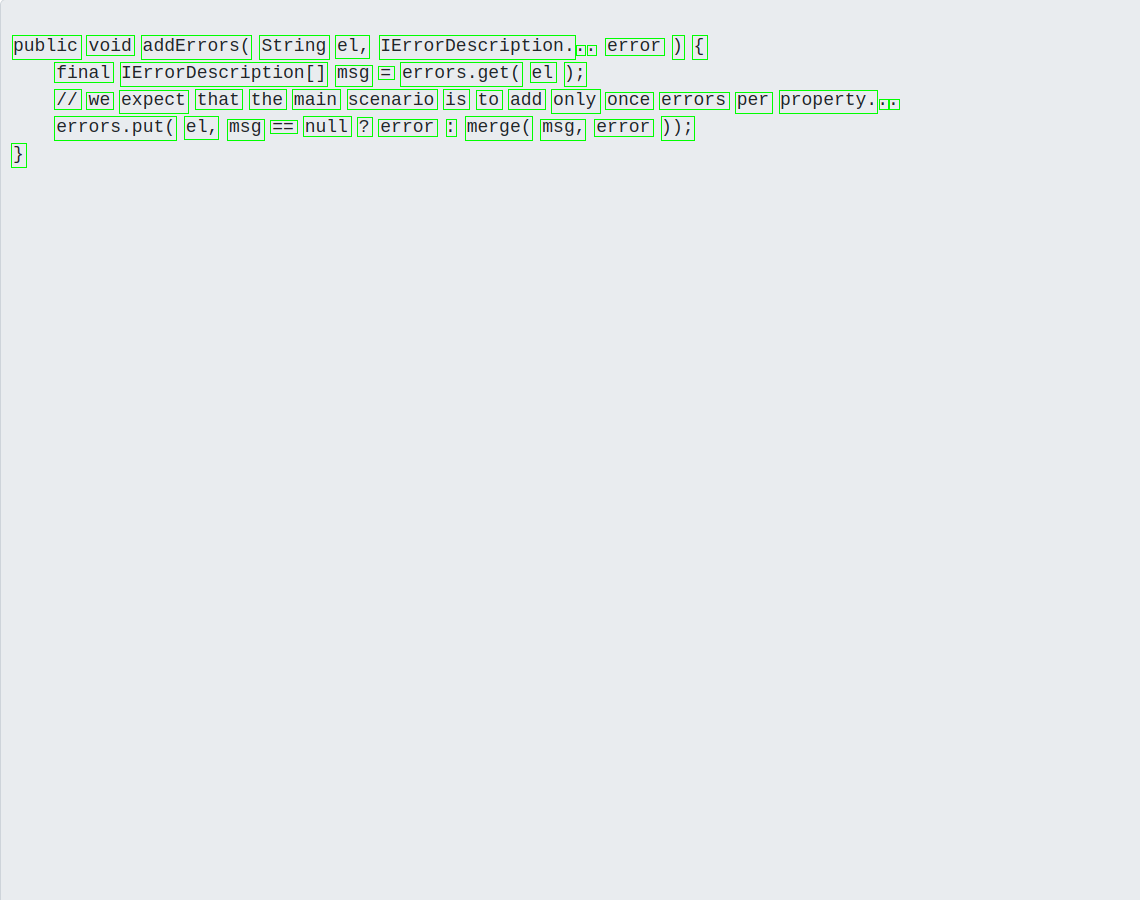 public void addErrors( String el, IErrorDescription... error ) {
    final IErrorDescription[] msg = errors.get( el );
    // we expect that the main scenario is to add only once errors per property...
    errors.put( el, msg == null ? error : merge( msg, error ));
}